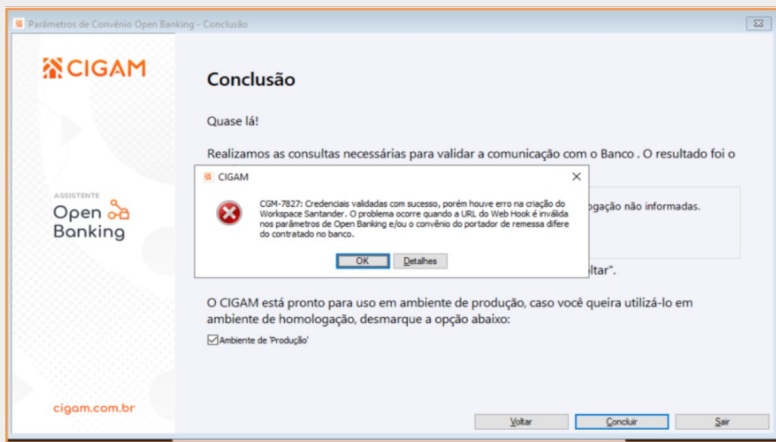 Parâmetros de Convênio Open Banking - Conclusão
CIGAM
Conclusão
Quase lá!
Realizamos as consultas necessárias para validar a comunicação com o Banco . O resultado foi o
CIGAM
CGM-7827: Credenciais validadas com sucesso, porém houve erro na criação do
Workspace Santander. O problema ocorre quando a URL do Web Hook é inválida
nos parâmetros de Open Banking e/ou o convênio do portador de remessa difere
do contratado no banco.
OK
Detalhes
ogação não informadas.
ltar".
ASSISTENTE
Open
Banking
O CIGAM está pronto para uso em ambiente de produção, caso você queira utilizá-lo em
ambiente de homologação, desmarque a opção abaixo:
Ambiente de 'Produção'
cigam.com.br
Voltar
Concluir
Sair